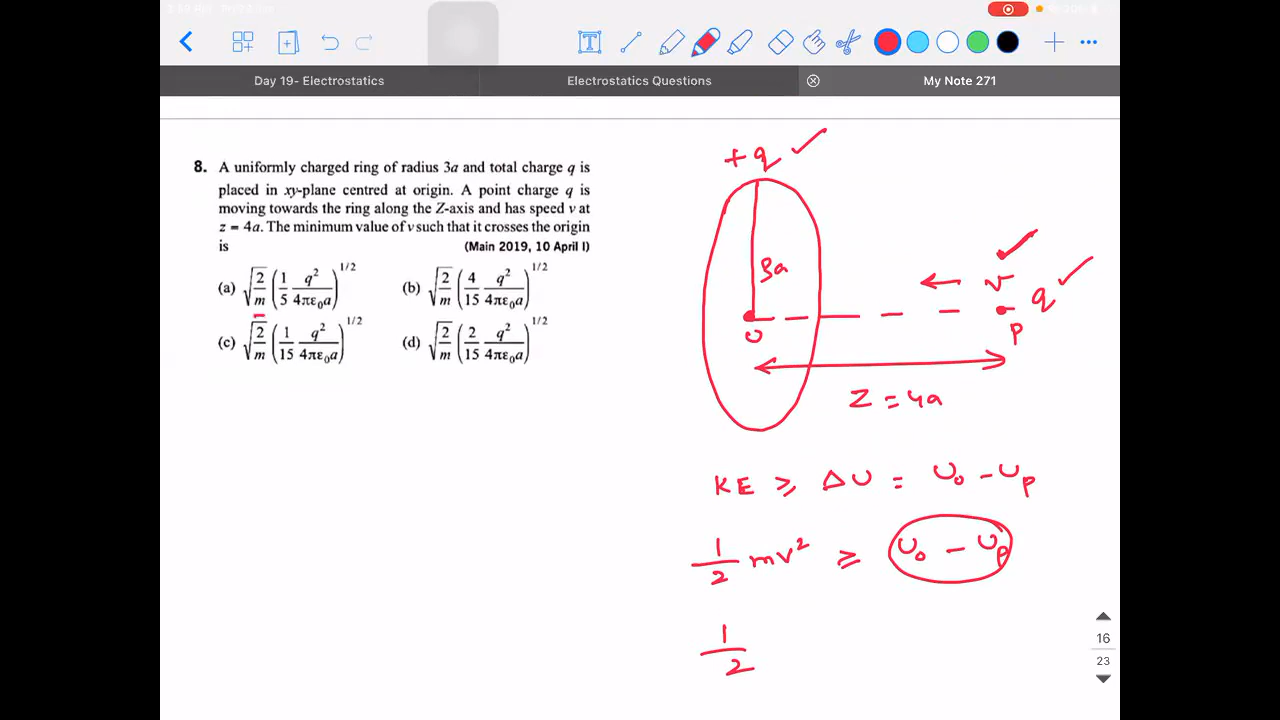 Day 19- Electrostatics
Electrostatics Questions
My Note 271
8. A uniformly charged ring of radius 3a and total charge q is
placed in xy-plane centred at origin. A point charge q is
moving towards the ring along the Z-axis and has speed v at
z = 4a. The minimum value of v such that it crosses the origin
is (Main 2019, 10 April I)
(a) √(2/m) (1/5 q²/4πε₀a)^1/2 (b) √(2/m) (4/15 q²/4πε₀a)^1/2
(c) √(2/m) (1/15 q²/4πε₀a)^1/2 (d) √(2/m) (2/15 q²/4πε₀a)^1/2
+q ✓
3a
v ✓
q ✓
O
P
Z = 4a
KE ≥ ΔU = U₀ - Uₚ
1/2 mv² ≥ U₀ - Uₚ
1/2
16
23